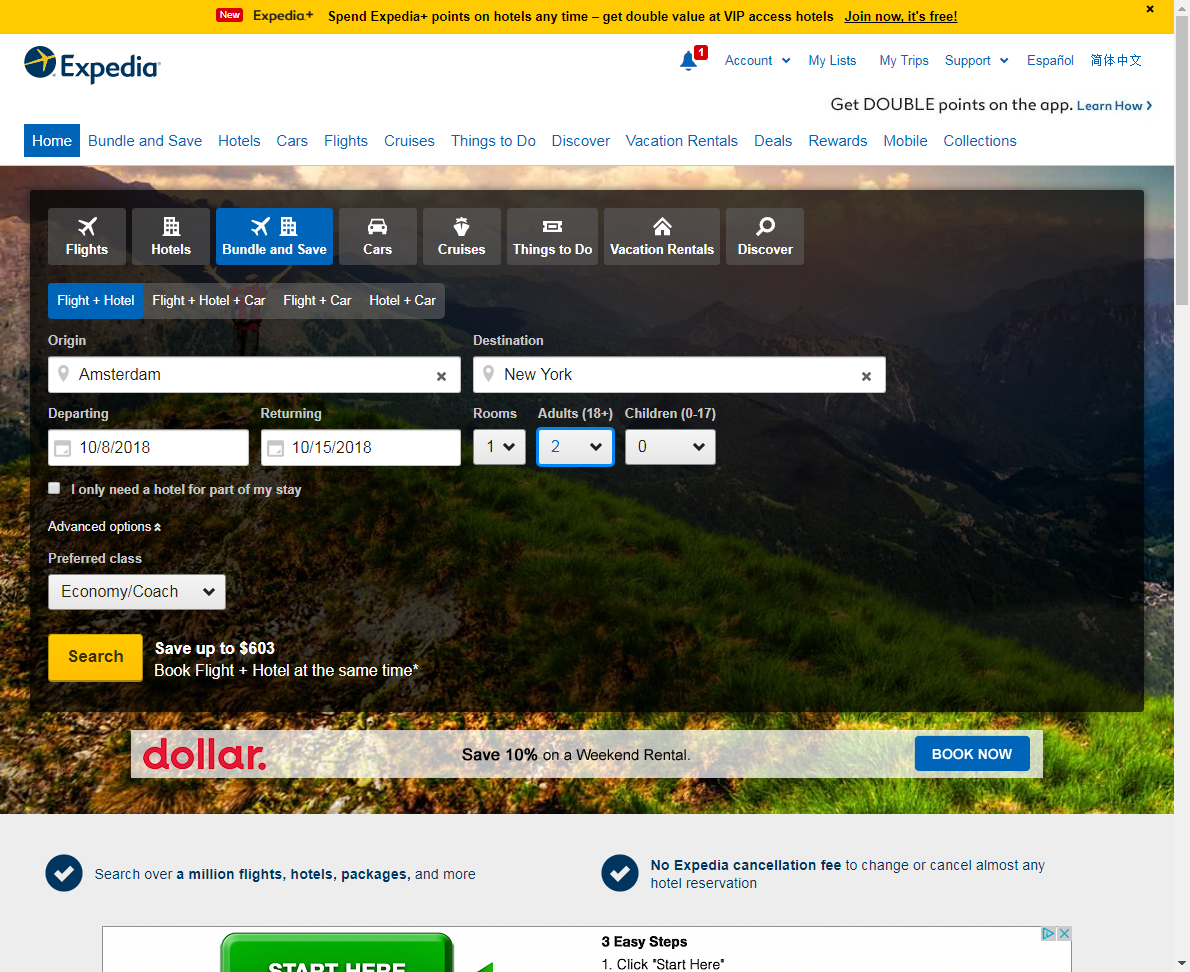 New Expedia+ Spend Expedia+ points on hotels any time – get double value at VIP access hotels Join now, it's free!
Expedia
1 Account My Lists My Trips Support Español 简体中文
Get DOUBLE points on the app. Learn How
Home Bundle and Save Hotels Cars Flights Cruises Things to Do Discover Vacation Rentals Deals Rewards Mobile Collections
Flights Hotels Bundle and Save Cars Cruises Things to Do Vacation Rentals Discover
Flight + Hotel Flight + Hotel + Car Flight + Car Hotel + Car
Origin Destination
Amsterdam New York
Departing Returning Rooms Adults (18+) Children (0-17)
10/8/2018 10/15/2018 1 2 0
I only need a hotel for part of my stay
Advanced options
Preferred class
Economy/Coach
Search Save up to $603
Book Flight + Hotel at the same time*
dollar. Save 10% on a Weekend Rental. BOOK NOW
Search over a million flights, hotels, packages, and more
No Expedia cancellation fee to change or cancel almost any
hotel reservation
3 Easy Steps
START HERE 1. Click "Start Here"